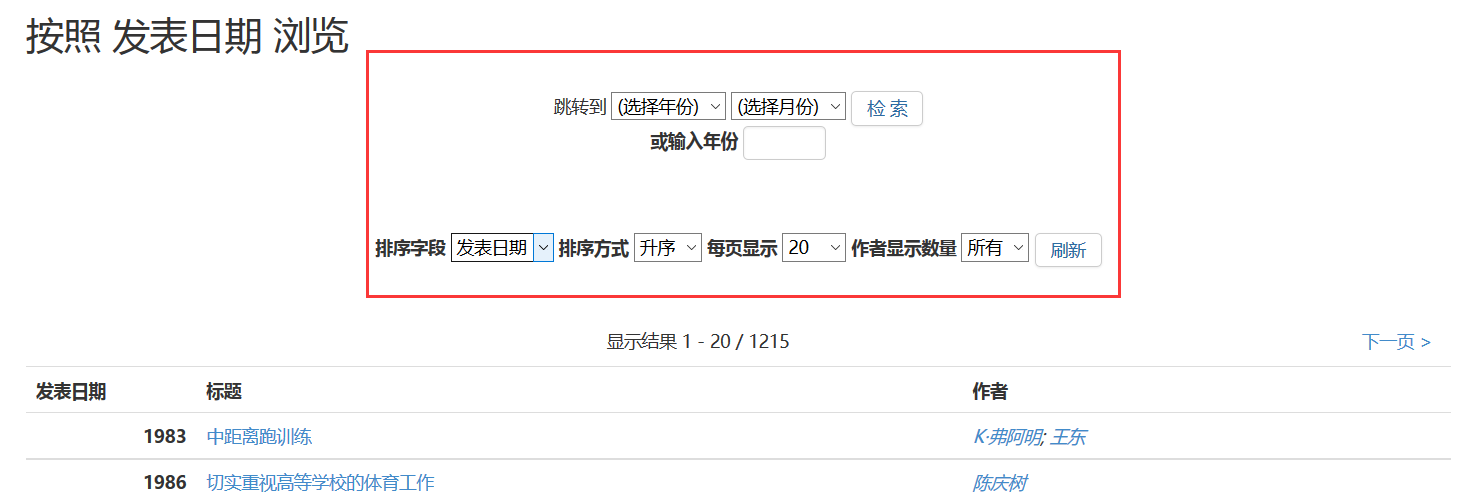 按照 发表日期 浏览
跳转到 (选择年份) (选择月份) 检 索
或输入年份
排序字段 发表日期 排序方式 升序 每页显示 20 作者显示数量 所有 刷新
显示结果 1 - 20 / 1215 下一页 >
发表日期 标题 作者
1983 中距离跑训练 K·弗阿明; 王东
1986 切实重视高等学校的体育工作 陈庆树